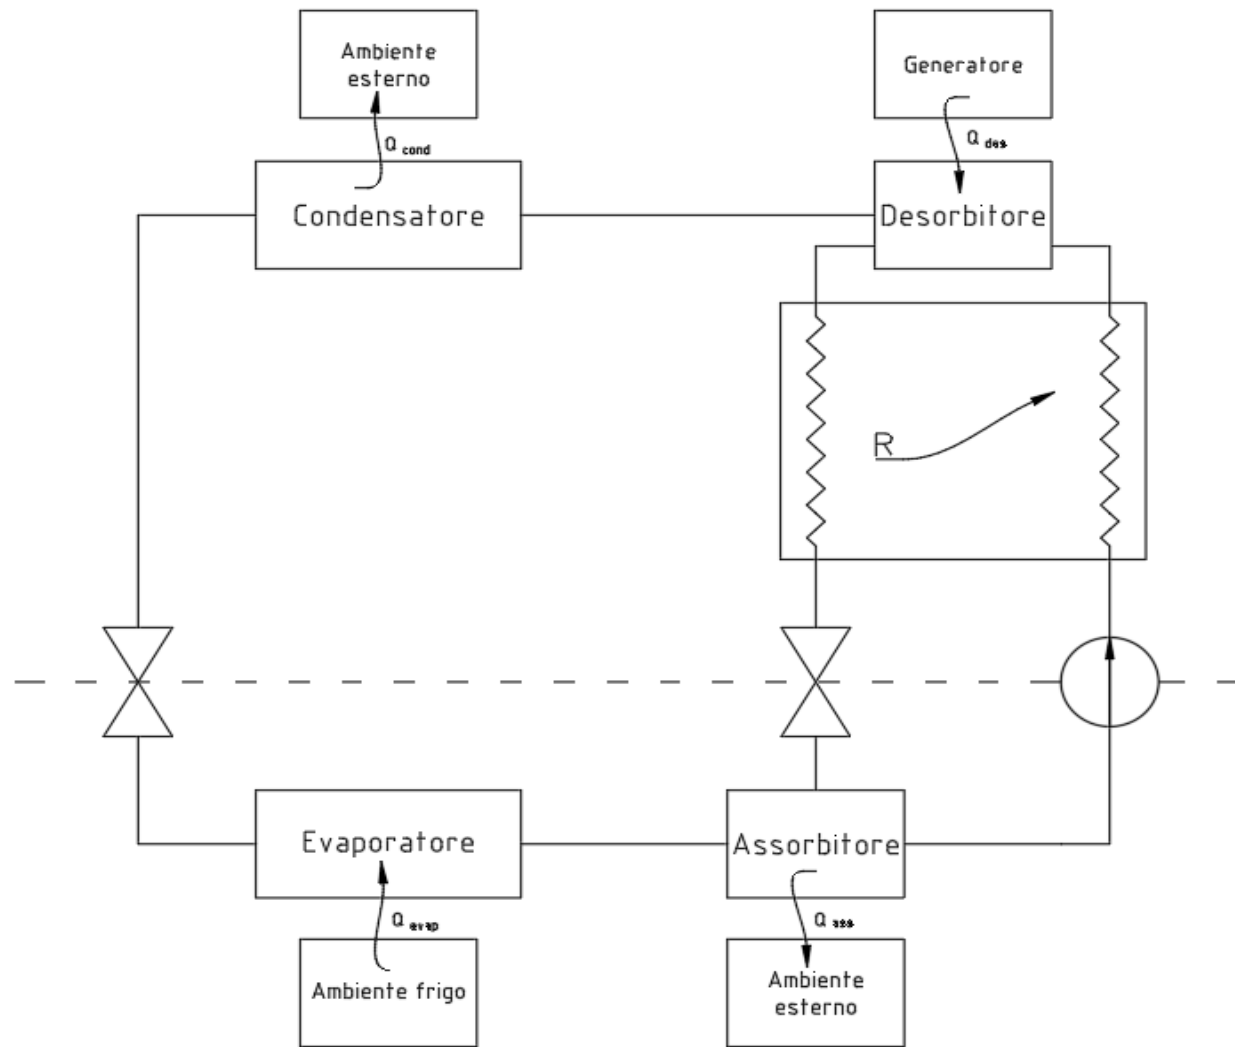 Ambiente
esterno
Generatore
Q cond
Q des
Condensatore
Desorbitore
R
Evaporatore
Assorbitore
Q evap
Q ass
Ambiente frigo
Ambiente
esterno